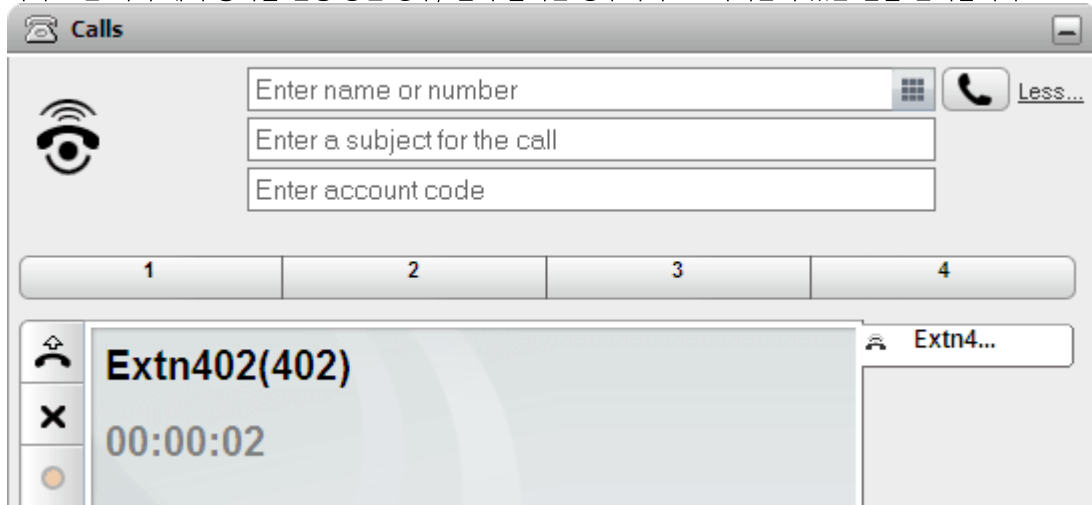 Calls
Enter name or number
Less...
Enter a subject for the call
Enter account code
1 2 3 4
Extn402(402)
Extn4...
00:00:02